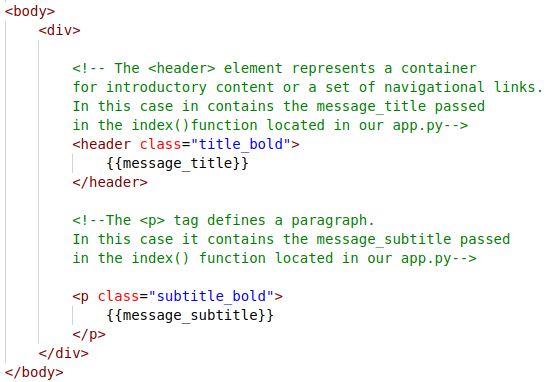 <body>
<div>
<!-- The <header> element represents a container
for introductory content or a set of navigational links.
In this case in contains the message_title passed
in the index()function located in our app.py-->
<header class="title_bold">
{{message_title}}
</header>
<!--The <p> tag defines a paragraph.
In this case it contains the message_subtitle passed
in the index() function located in our app.py-->
<p class="subtitle_bold">
{{message_subtitle}}
</p>
</div>
</body>